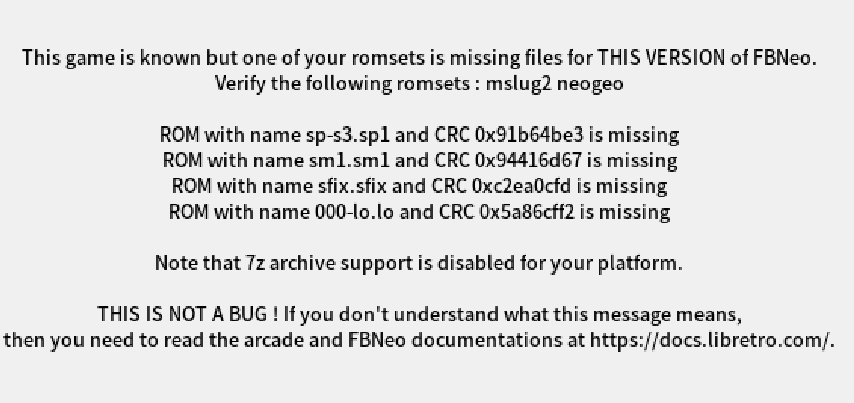 This game is known but one of your romsets is missing files for THIS VERSION of FBNeo.
Verify the following romsets : mslug2 neogeo
ROM with name sp-s3.sp1 and CRC 0x91b64be3 is missing
ROM with name sm1.sm1 and CRC 0x94416d67 is missing
ROM with name sfix.sfix and CRC 0xc2ea0cfd is missing
ROM with name 000-lo.lo and CRC 0x5a86cff2 is missing
Note that 7z archive support is disabled for your platform.
THIS IS NOT A BUG ! If you don't understand what this message means,
then you need to read the arcade and FBNeo documentations at https://docs.libretro.com/.